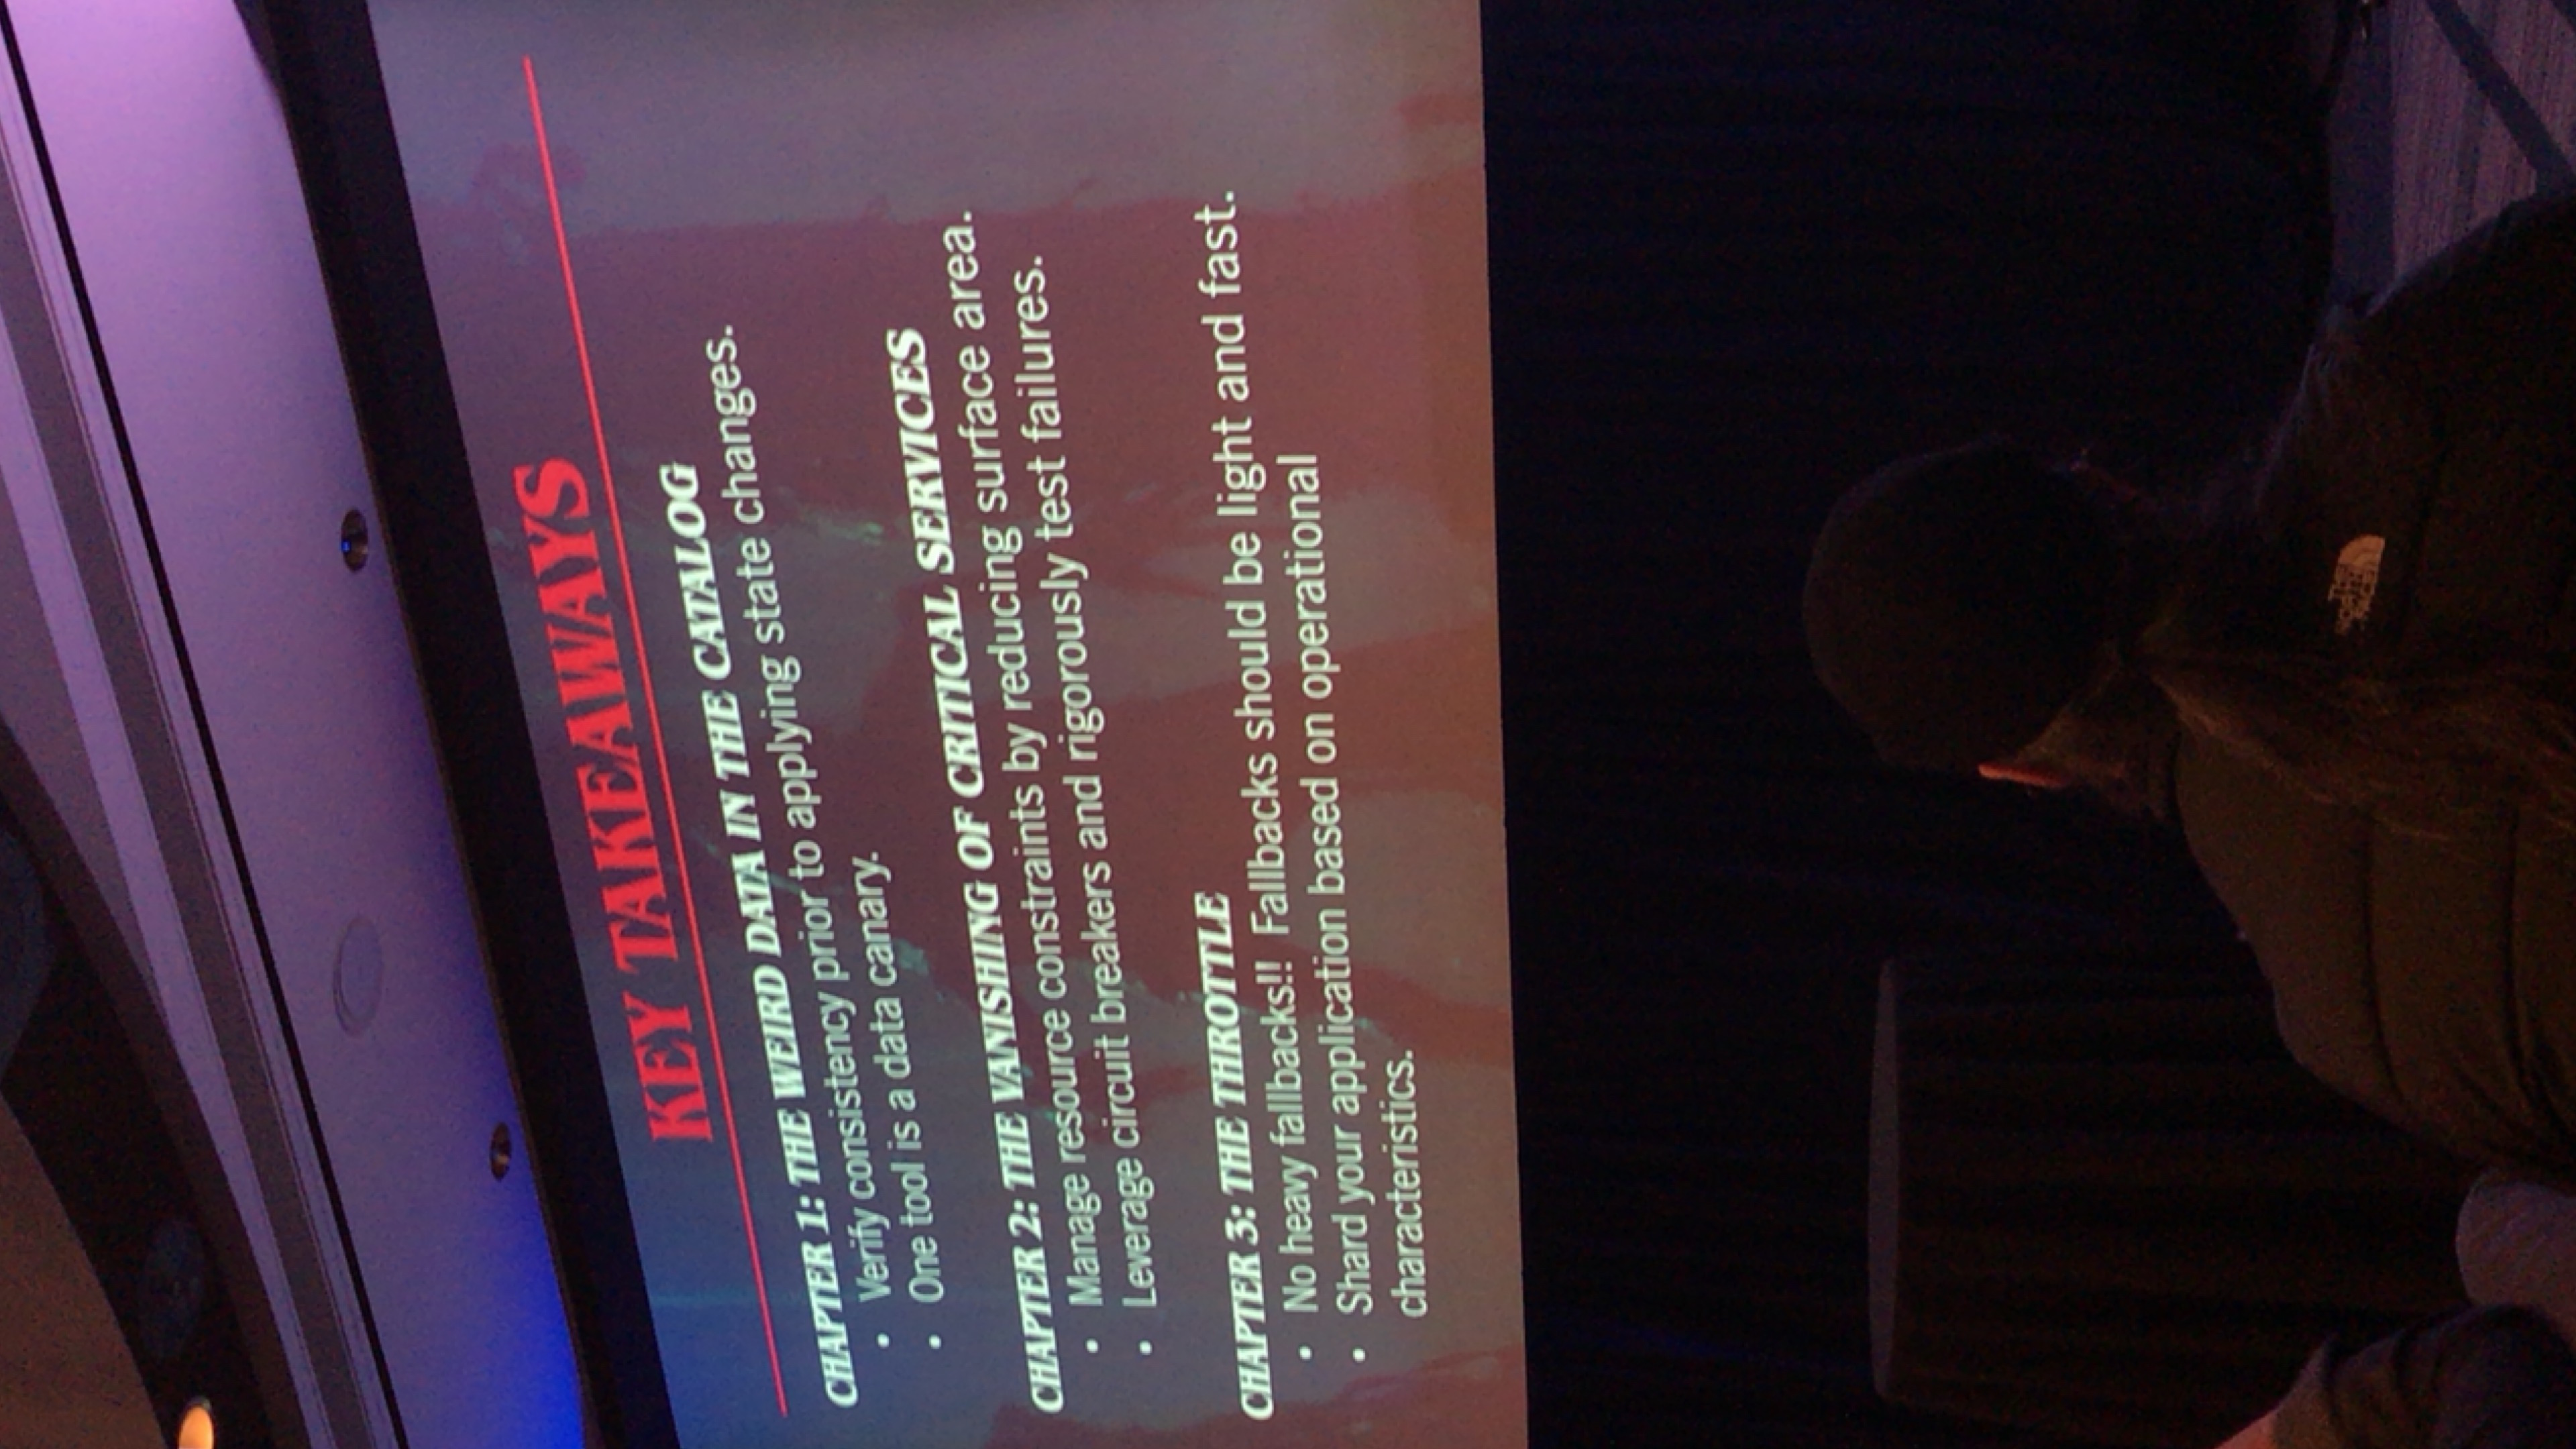 KEY TAKEAWAYS
CHAPTER 1: THE WEIRD DATA IN THE CATALOG
• Verify consistency prior to applying state changes.
• One tool is a data canary.
CHAPTER 2: THE VANISHING OF CRITICAL SERVICES
• Manage resource constraints by reducing surface area.
• Leverage circuit breakers and rigorously test failures.
CHAPTER 3: THE THROTTLE
• No heavy fallbacks!! Fallbacks should be light and fast.
• Shard your application based on operational
characteristics.
THE
NORTH
FACE